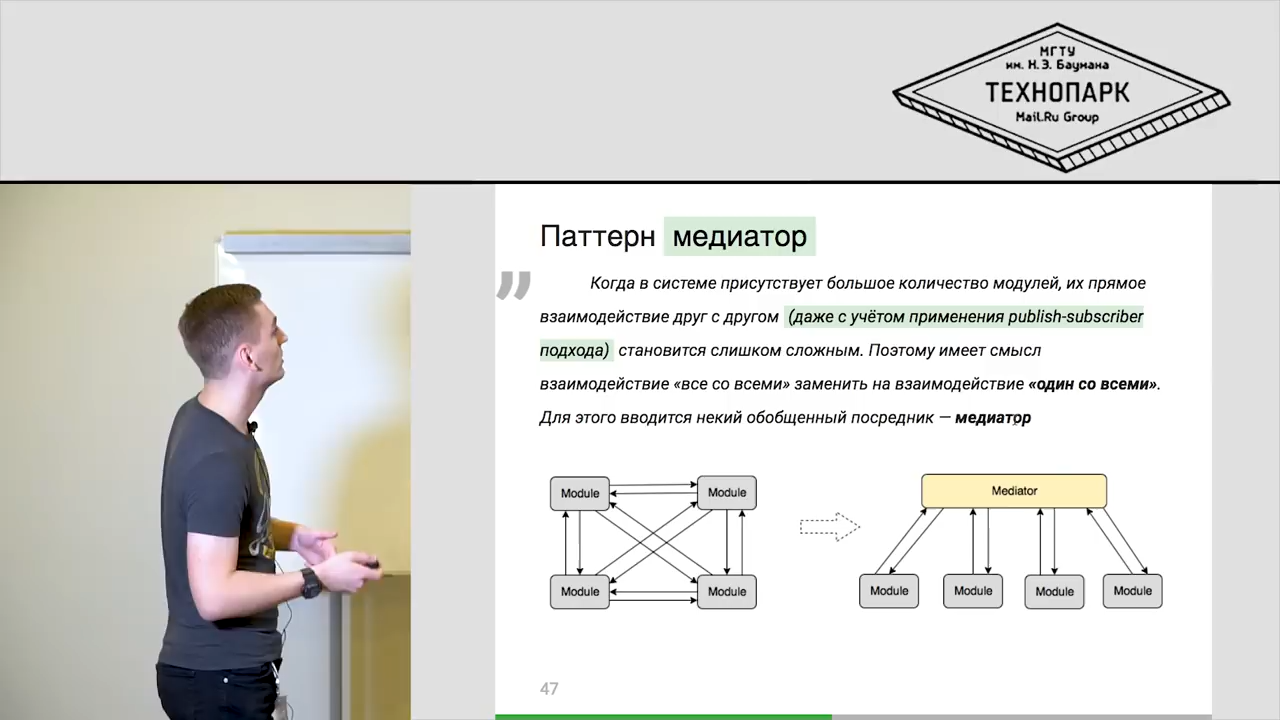 МГТУ
им. Н.Э. Баумана
ТЕХНОПАРК
Mail.Ru Group
Паттерн медиатор
”
Когда в системе присутствует большое количество модулей, их прямое
взаимодействие друг с другом (даже с учётом применения publish-subscriber
подхода) становится слишком сложным. Поэтому имеет смысл
взаимодействие «все со всеми» заменить на взаимодействие «один со всеми».
Для этого вводится некий обобщенный посредник — медиатор
Module Module
Module Module
Mediator
Module Module Module Module
47